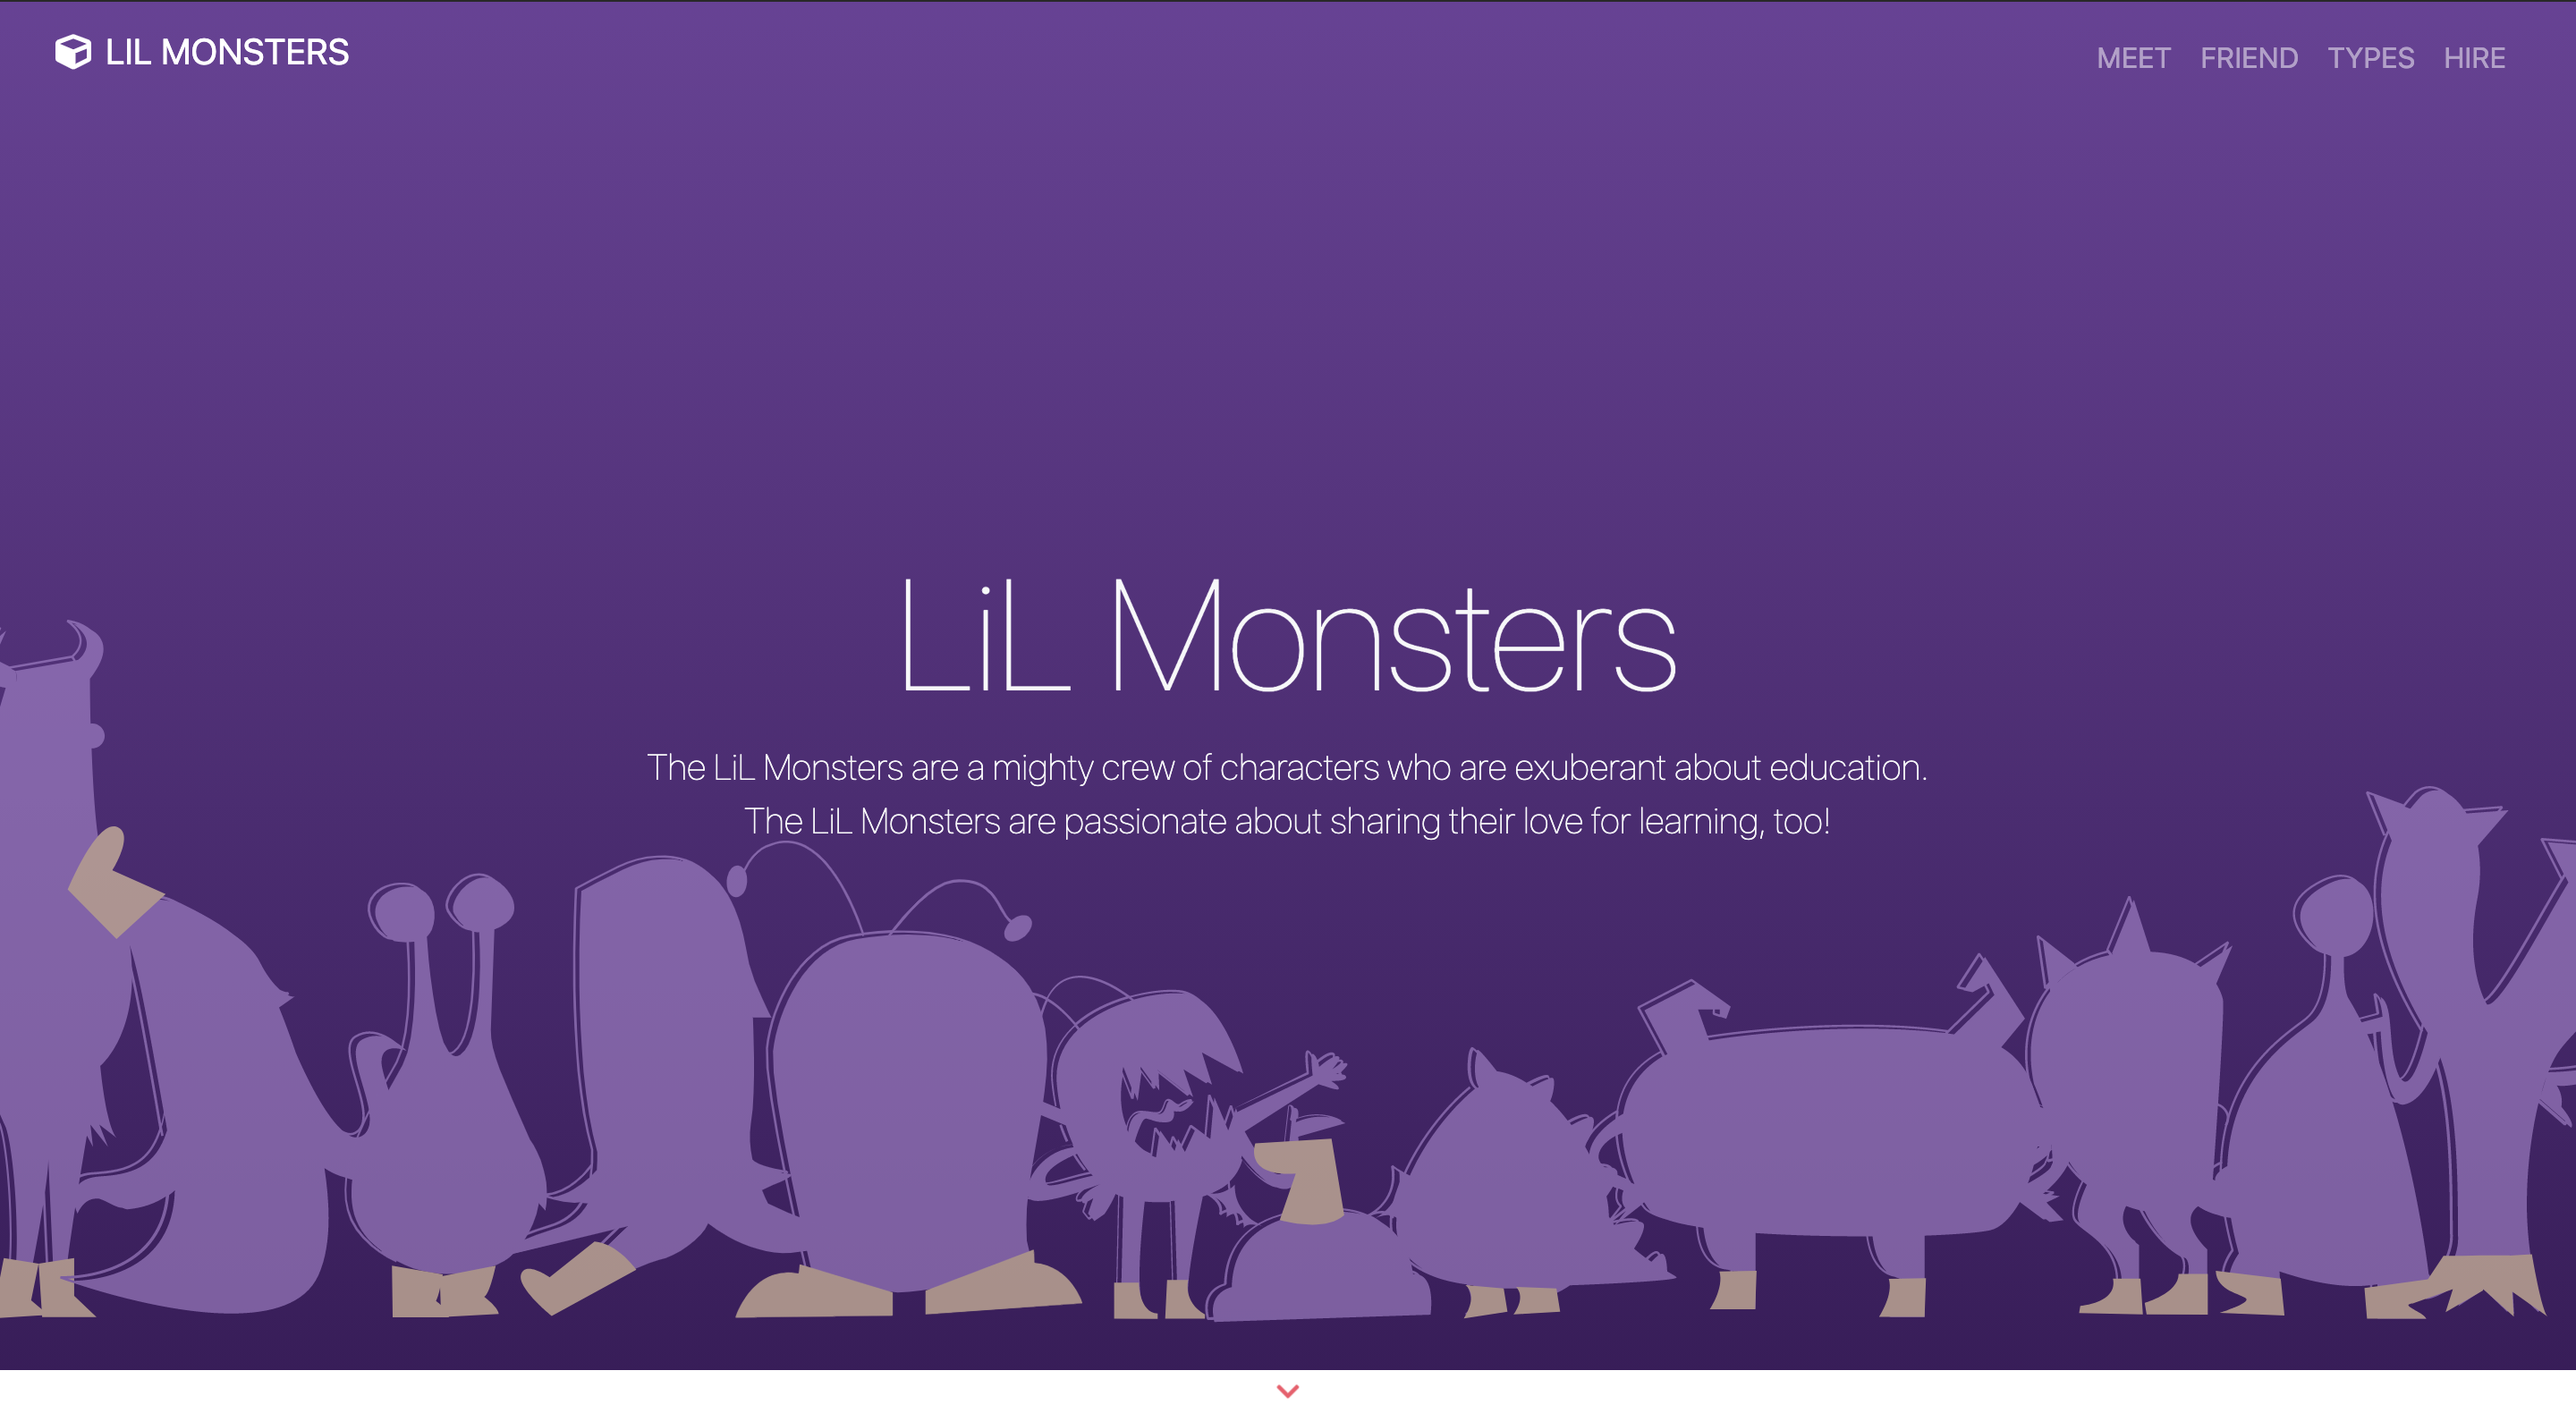 LIL MONSTERS
MEET FRIEND TYPES HIRE
LiL Monsters
The LiL Monsters are a mighty crew of characters who are exuberant about education.
The LiL Monsters are passionate about sharing their love for learning, too!